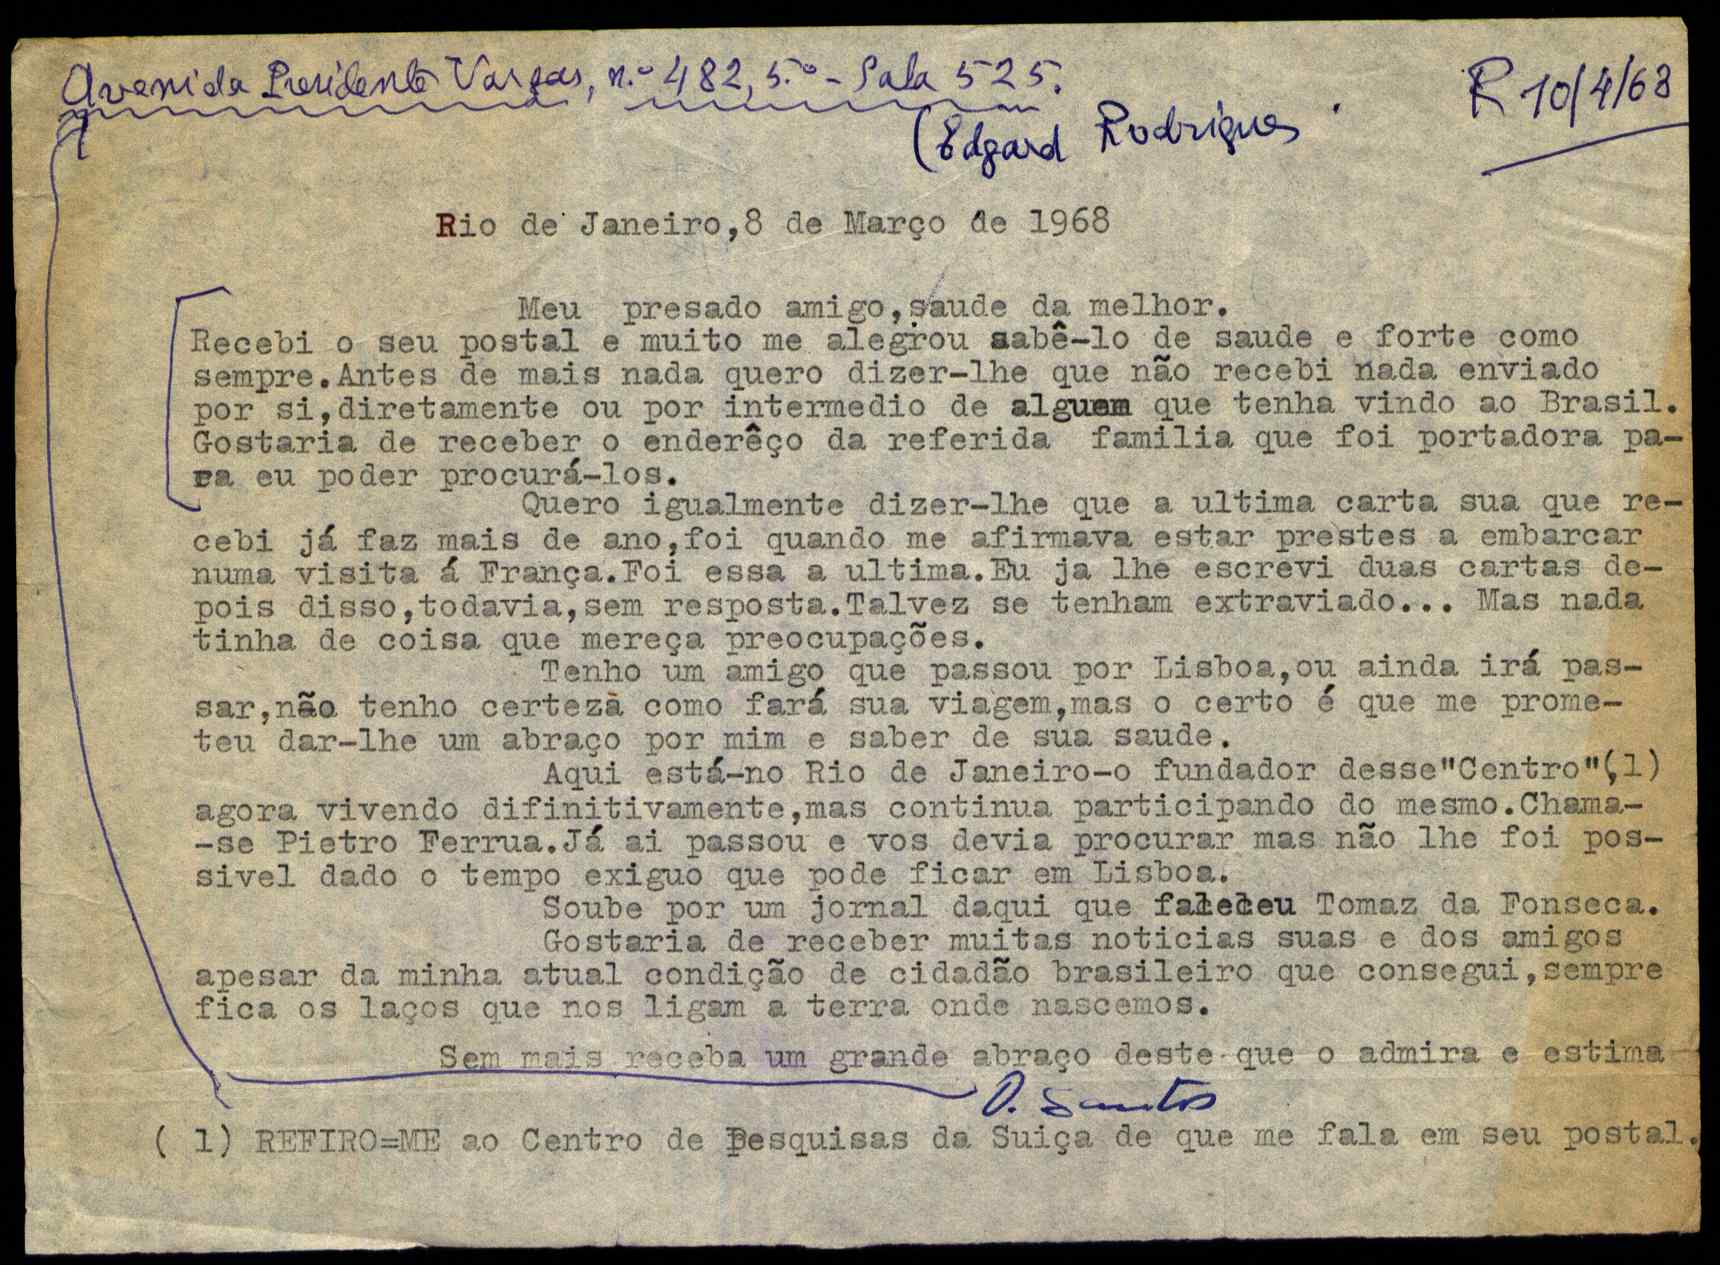 Avenida Presidente Vargas, n.º 482, 5.º - Sala 525.
R 10/4/68
(Edgard Rodrigues
Rio de Janeiro,8 de Março de 1968
Meu presado amigo,saude da melhor.
Recebi o seu postal e muito me alegrou sabê-lo de saude e forte como
sempre.Antes de mais nada quero dizer-lhe que não recebi nada enviado
por si,diretamente ou por intermedio de alguem que tenha vindo ao Brasil.
Gostaria de receber o enderêço da referida familia que foi portadora pa-
ra eu poder procurá-los.
Quero igualmente dizer-lhe que a ultima carta sua que re-
cebi já faz mais de ano,foi quando me afirmava estar prestes a embarcar
numa visita á França.Foi essa a ultima.Eu ja lhe escrevi duas cartas de-
pois disso,todavia,sem resposta.Talvez se tenham extraviado... Mas nada
tinha de coisa que mereça preocupações.
Tenho um amigo que passou por Lisboa,ou ainda irá pas-
sar,não tenho certeza como fará sua viagem,mas o certo é que me prome-
teu dar-lhe um abraço por mim e saber de sua saude.
Aqui está-no Rio de Janeiro-o fundador desse"Centro"(,1)
agora vivendo difinitivamente,mas continua participando do mesmo.Chama-
-se Pietro Ferrua.Já ai passou e vos devia procurar mas não lhe foi pos-
sivel dado o tempo exiguo que pode ficar em Lisboa.
Soube por um jornal daqui que faleceu Tomaz da Fonseca.
Gostaria de receber muitas noticias suas e dos amigos
apesar da minha atual condição de cidadão brasileiro que consegui,sempre
fica os laços que nos ligam a terra onde nascemos.
Sem mais receba um grande abraço deste que o admira e estima
O. Santos
( 1) REFIRO=ME ao Centro de Pesquisas da Suiça de que me fala em seu postal.